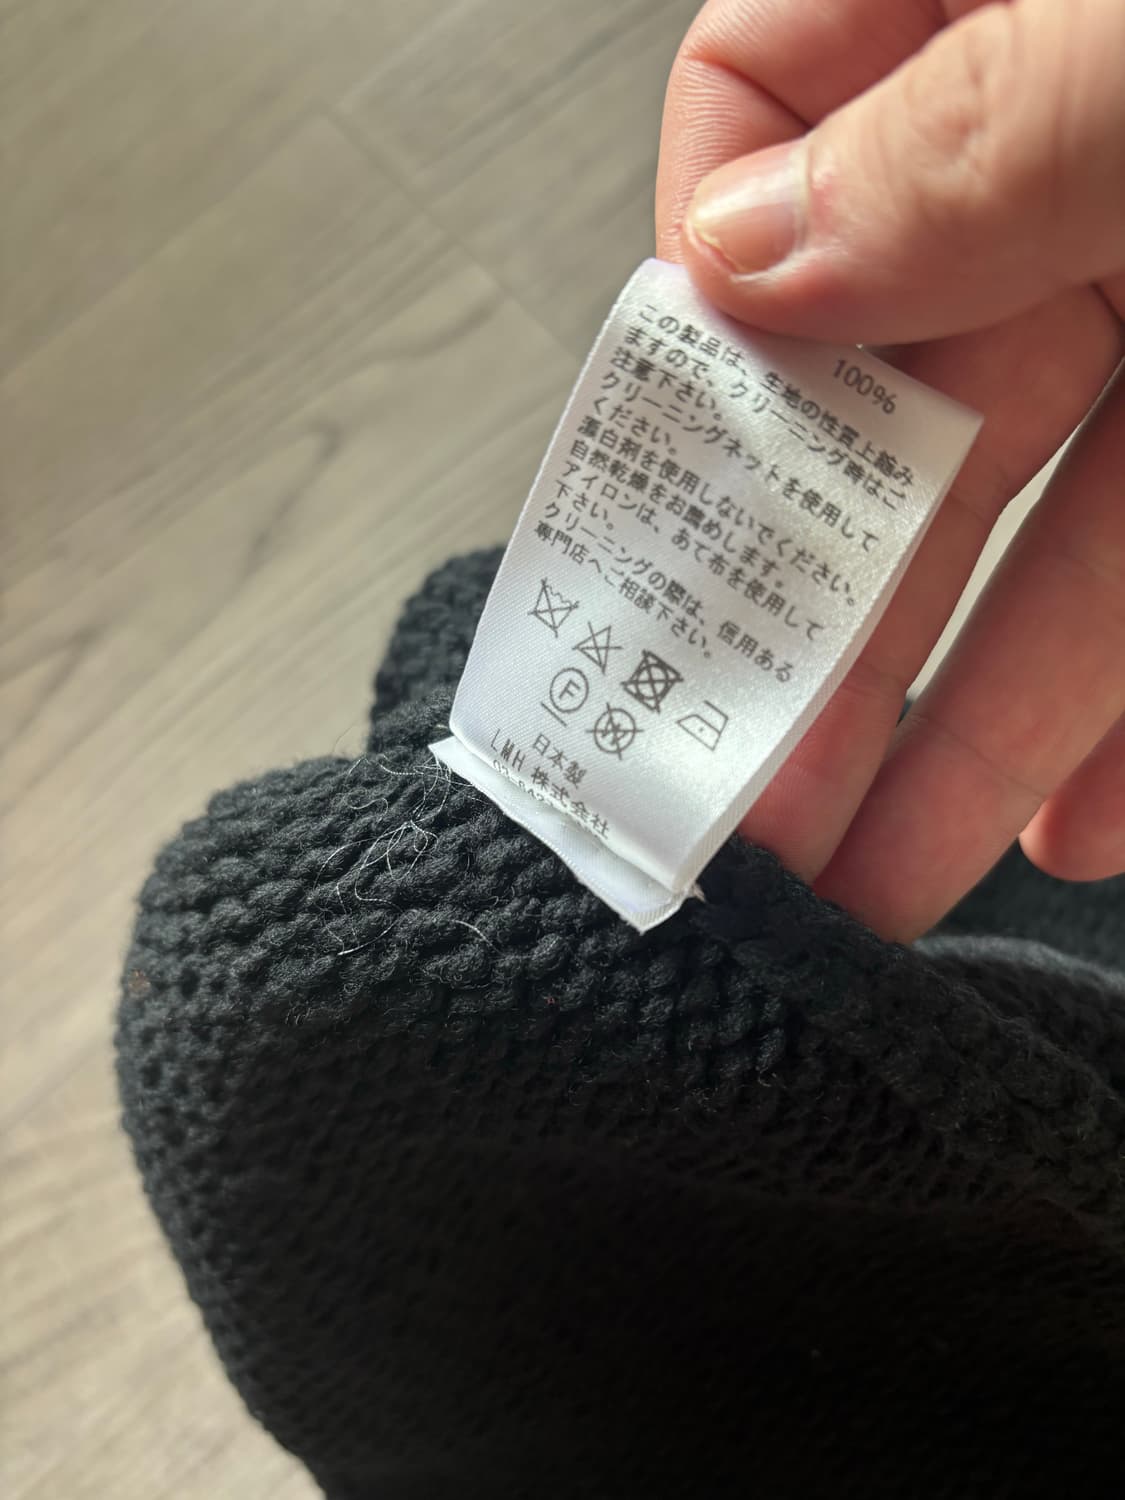 100%
この製品は、生地の性質上縮み
ますので、クリーニング時はご
注意下さい。
クリーニングネットを使用して
ください。
漂白剤を使用しないでください。
自然乾燥をお薦めします。
アイロンは、あて布を使用して
下さい。
クリーニングの際は、信用ある
専門店へご相談下さい。
F
W
日本製
LMH 株式会社